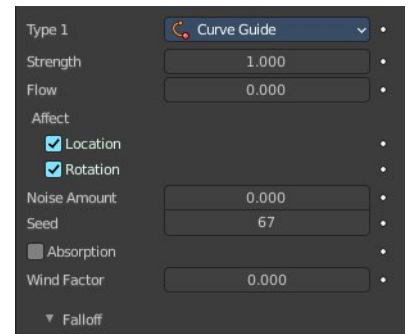 Type 1 Curve Guide
Strength 1.000
Flow 0.000
Affect
Location
Rotation
Noise Amount 0.000
Seed 67
Absorption
Wind Factor 0.000
Falloff